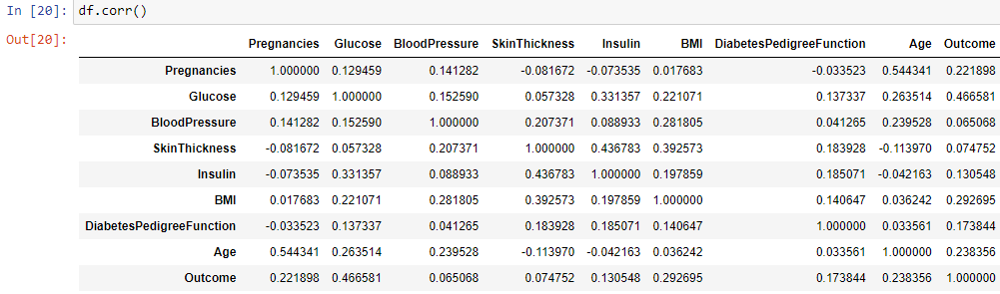 In [20]: df.corr()
Out[20]:
Pregnancies Glucose BloodPressure SkinThickness Insulin BMI DiabetesPedigreeFunction Age Outcome
Pregnancies 1.000000 0.129459 0.141282 -0.081672 -0.073535 0.017683 -0.033523 0.544341 0.221898
Glucose 0.129459 1.000000 0.152590 0.057328 0.331357 0.221071 0.137337 0.263514 0.466581
BloodPressure 0.141282 0.152590 1.000000 0.207371 0.088933 0.281805 0.041265 0.239528 0.065068
SkinThickness -0.081672 0.057328 0.207371 1.000000 0.436783 0.392573 0.183928 -0.113970 0.074752
Insulin -0.073535 0.331357 0.088933 0.436783 1.000000 0.197859 0.185071 -0.042163 0.130548
BMI 0.017683 0.221071 0.281805 0.392573 0.197859 1.000000 0.140647 0.036242 0.292695
DiabetesPedigreeFunction -0.033523 0.137337 0.041265 0.183928 0.185071 0.140647 1.000000 0.033561 0.173844
Age 0.544341 0.263514 0.239528 -0.113970 -0.042163 0.036242 0.033561 1.000000 0.238356
Outcome 0.221898 0.466581 0.065068 0.074752 0.130548 0.292695 0.173844 0.238356 1.000000